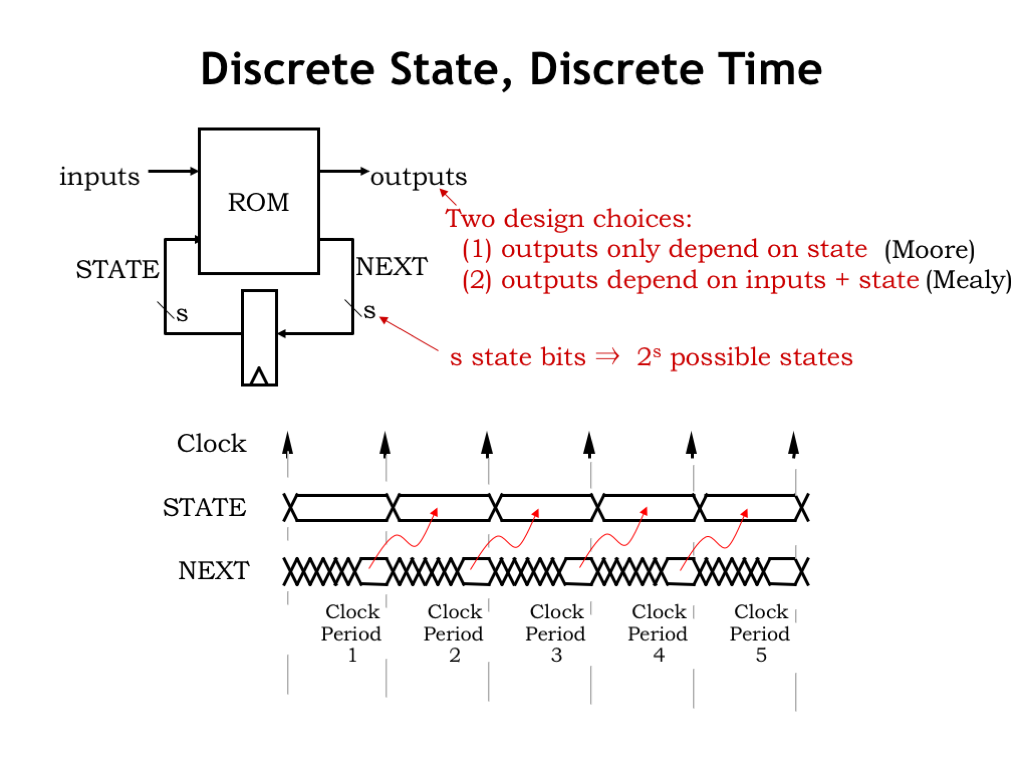 Discrete State, Discrete Time
inputs
ROM
outputs
Two design choices:
(1) outputs only depend on state (Moore)
(2) outputs depend on inputs + state (Mealy)
STATE
NEXT
s
s
s state bits ⇒ 2ˢ possible states
Clock
STATE
NEXT
Clock Period 1
Clock Period 2
Clock Period 3
Clock Period 4
Clock Period 5